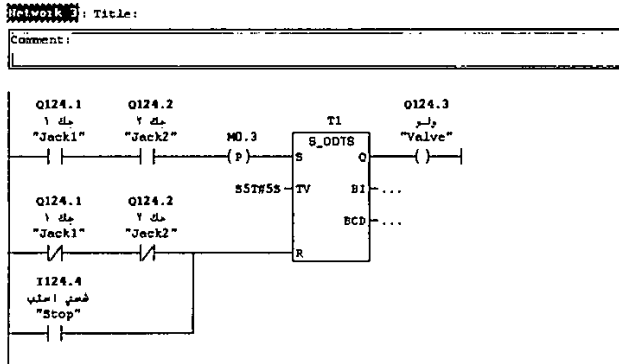 Network 3: Title:
Comment:
Q124.1 Q124.2 Q124.3
جك ١ جك ٢ T1 ولو
"Jack1" "Jack2" M0.3 S_ODTS "Valve"
(P) S Q ( )
S5T#5S TV BI ...
Q124.1 Q124.2
جك ١ جك ٢ BCD ...
"Jack1" "Jack2"
R
I124.4
شستي استپ
"Stop"